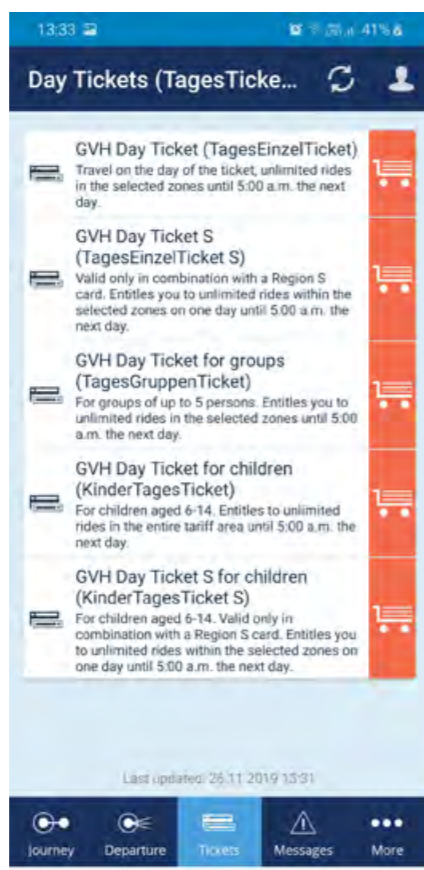 13:33
41%
Day Tickets (TagesTicke...
GVH Day Ticket (TagesEinzelTicket)
Travel on the day of the ticket, unlimited rides
in the selected zones until 5:00 a.m. the next
day.
GVH Day Ticket S
(TagesEinzelTicket S)
Valid only in combination with a Region S
card. Entitles you to unlimited rides within the
selected zones on one day until 5:00 a.m. the
next day.
GVH Day Ticket for groups
(TagesGruppenTicket)
For groups of up to 5 persons. Entitles you to
unlimited rides in the selected zones until 5:00
a.m. the next day.
GVH Day Ticket for children
(KinderTagesTicket)
For children aged 6-14. Entitles to unlimited
rides in the entire tariff area until 5:00 a.m. the
next day.
GVH Day Ticket S for children
(KinderTagesTicket S)
For children aged 6-14. Valid only in
combination with a Region S card. Entitles you
to unlimited rides within the selected zones on
one day until 5:00 a.m. the next day.
Last updated: 26.11.2019 13:31
Journey Departure Tickets Messages More